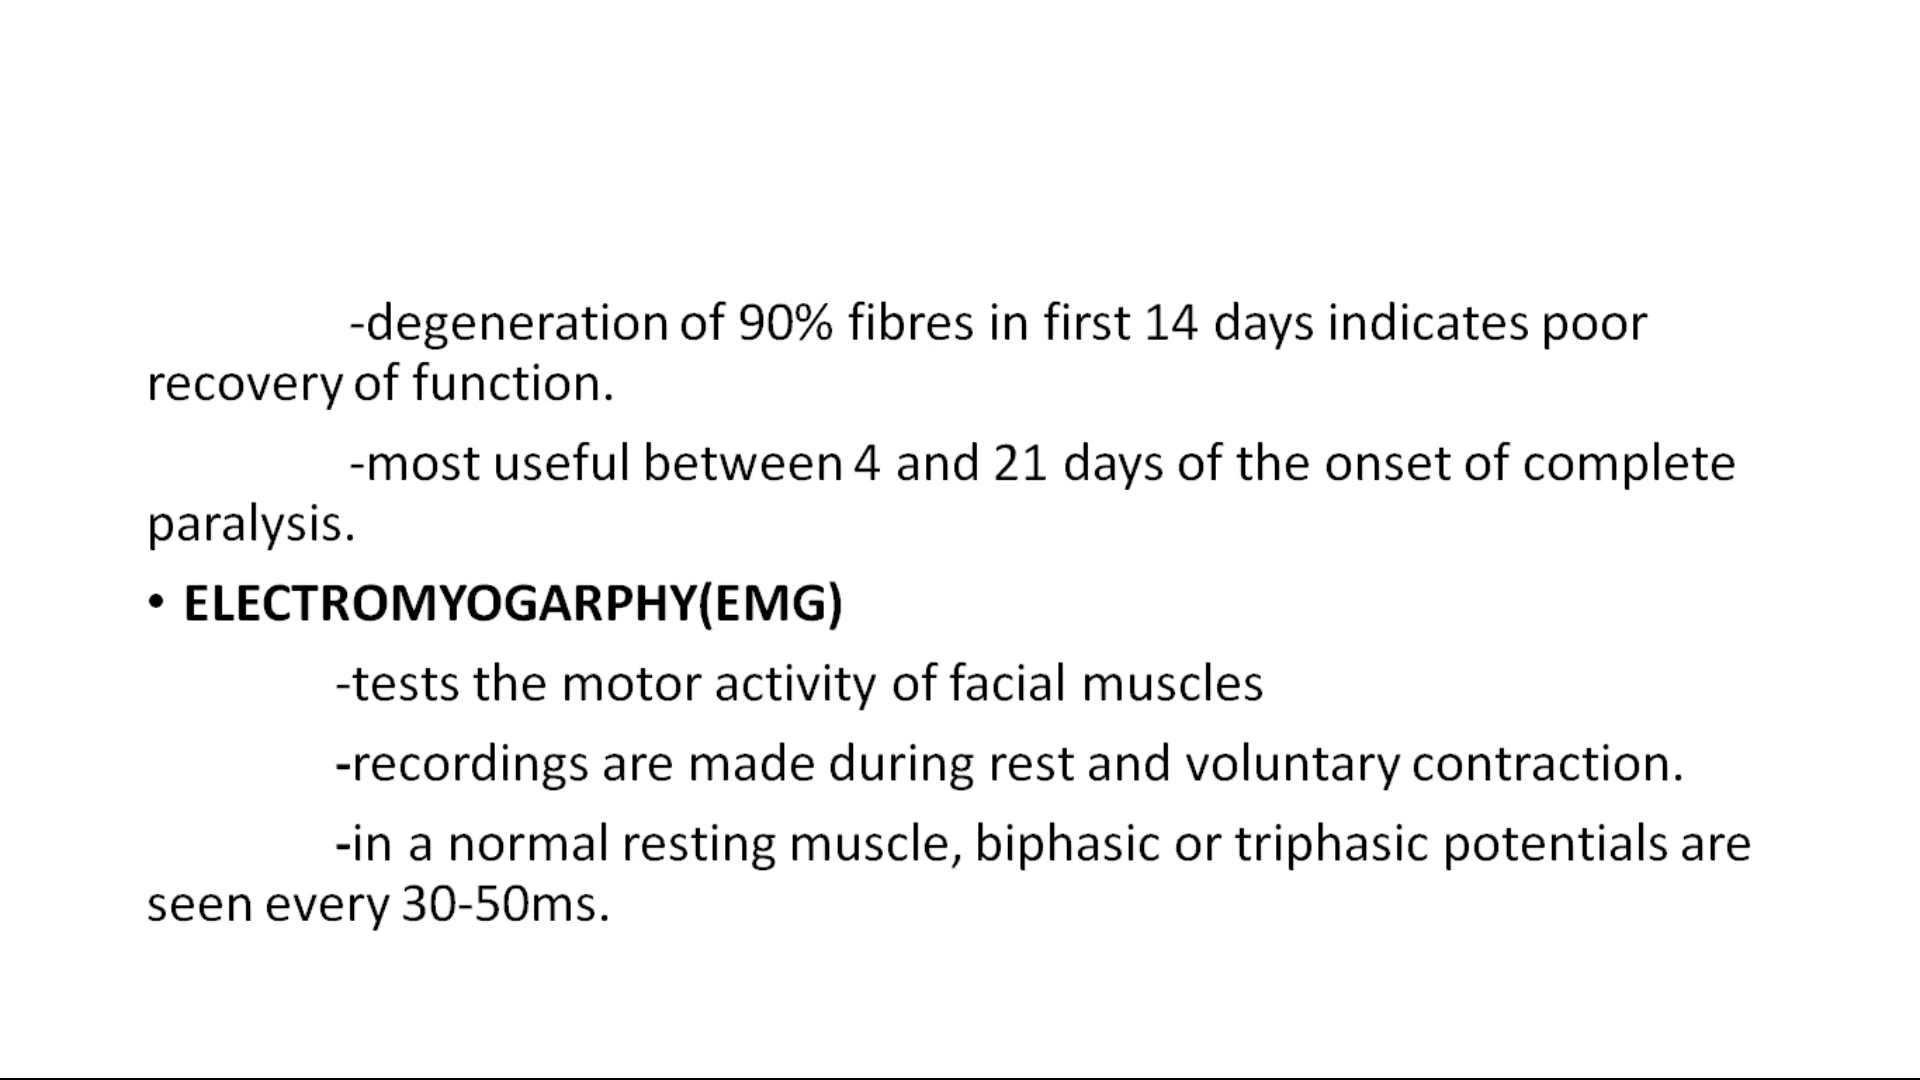 -degeneration of 90% fibres in first 14 days indicates poor
recovery of function.
-most useful between 4 and 21 days of the onset of complete
paralysis.
• ELECTROMYOGARPHY(EMG)
-tests the motor activity of facial muscles
-recordings are made during rest and voluntary contraction.
-in a normal resting muscle, biphasic or triphasic potentials are
seen every 30-50ms.